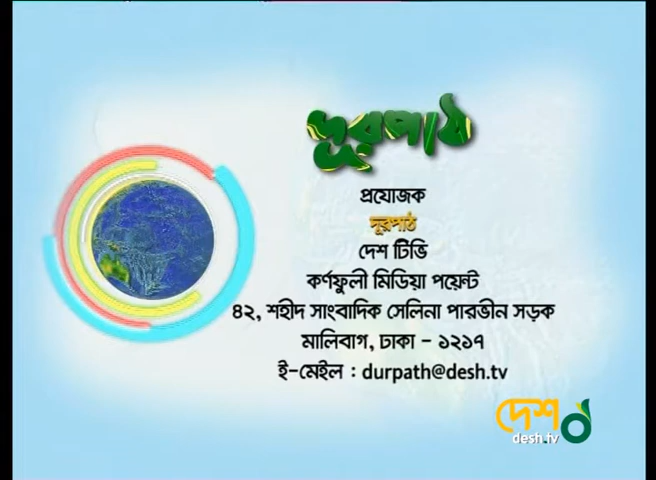 দূরপাঠ
প্রযোজক
দূরপাঠ
দেশ টিভি
কর্ণফুলী মিডিয়া পয়েন্ট
৪২, শহীদ সাংবাদিক সেলিনা পারভীন সড়ক
মালিবাগ, ঢাকা – ১২১৭
ই-মেইল : durpath@desh.tv
দেশ
desh.tv